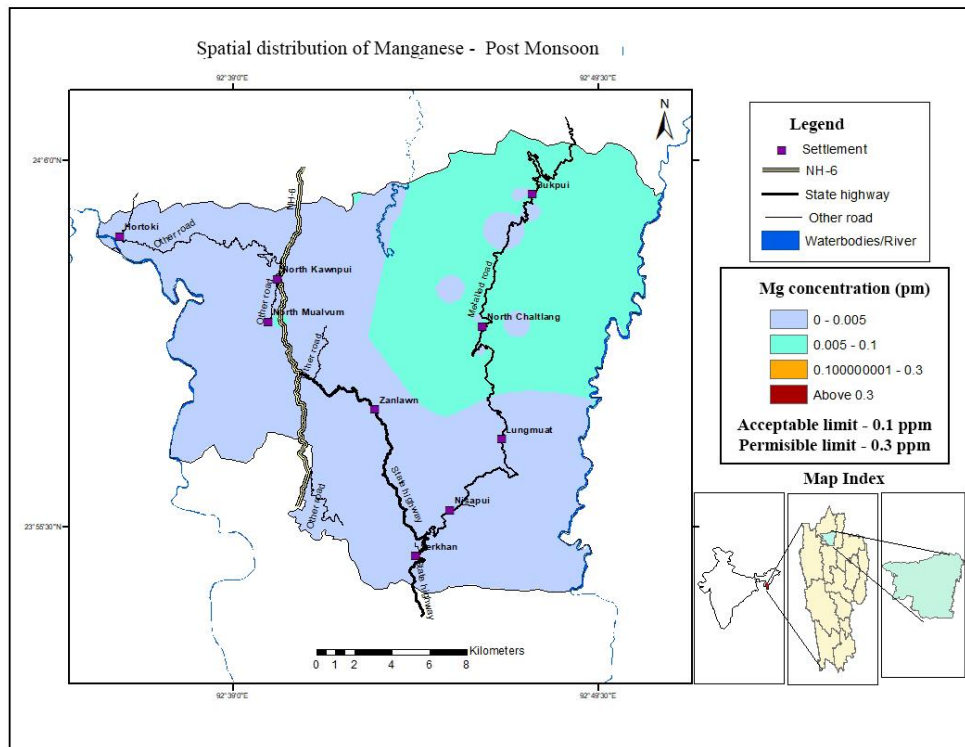 Spatial distribution of Manganese - Post Monsoon
92°39'0"E
92°49'30"E
24°6'0"N
23°55'30"N
N
Hortoki
Other road
NH-6
North Kawnpui
Other road
North Mualvum
Other road
Zanlawn
State highway
Other road
Bukpui
Metalled road
North Chaltlang
Lungmuat
Nisapui
Serkhan
State highway
Kilometers
0 1 2 4 6 8
92°39'0"E
92°49'30"E
Legend
Settlement
NH-6
State highway
Other road
Waterbodies/River
Mg concentration (pm)
0 - 0.005
0.005 - 0.1
0.100000001 - 0.3
Above 0.3
Acceptable limit - 0.1 ppm
Permisible limit - 0.3 ppm
Map Index